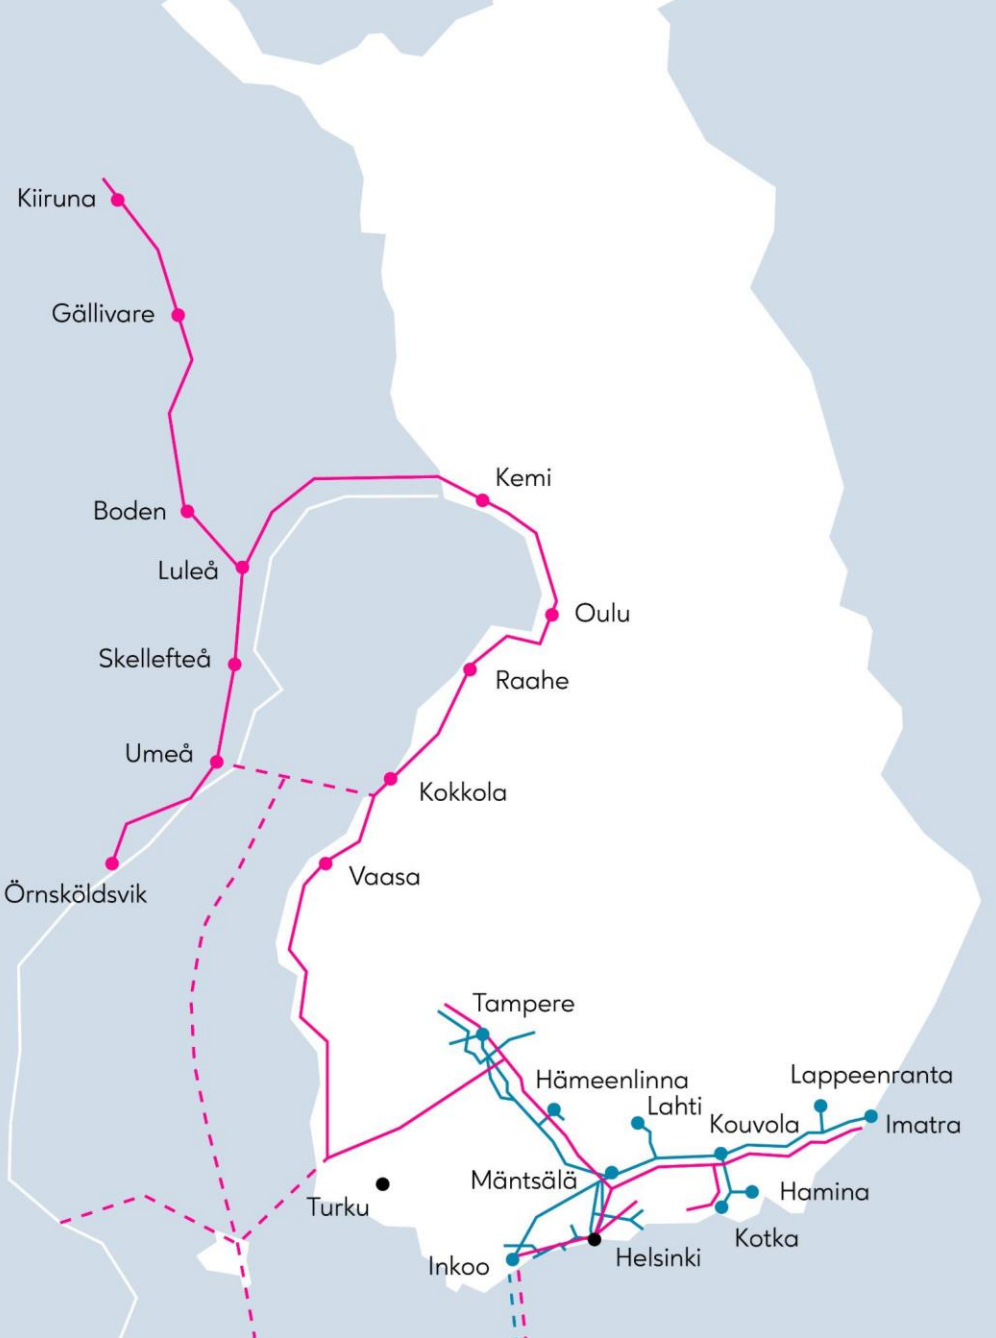 Kiiruna
Gällivare
Kemi
Boden
Luleå
Oulu
Skellefteå
Raahe
Umeå
Kokkola
Vaasa
Örnsköldsvik
Tampere
Lappeenranta
Hämeenlinna
Lahti
Kouvola
Imatra
Mäntsälä
Hamina
Turku
Kotka
Helsinki
Inkoo